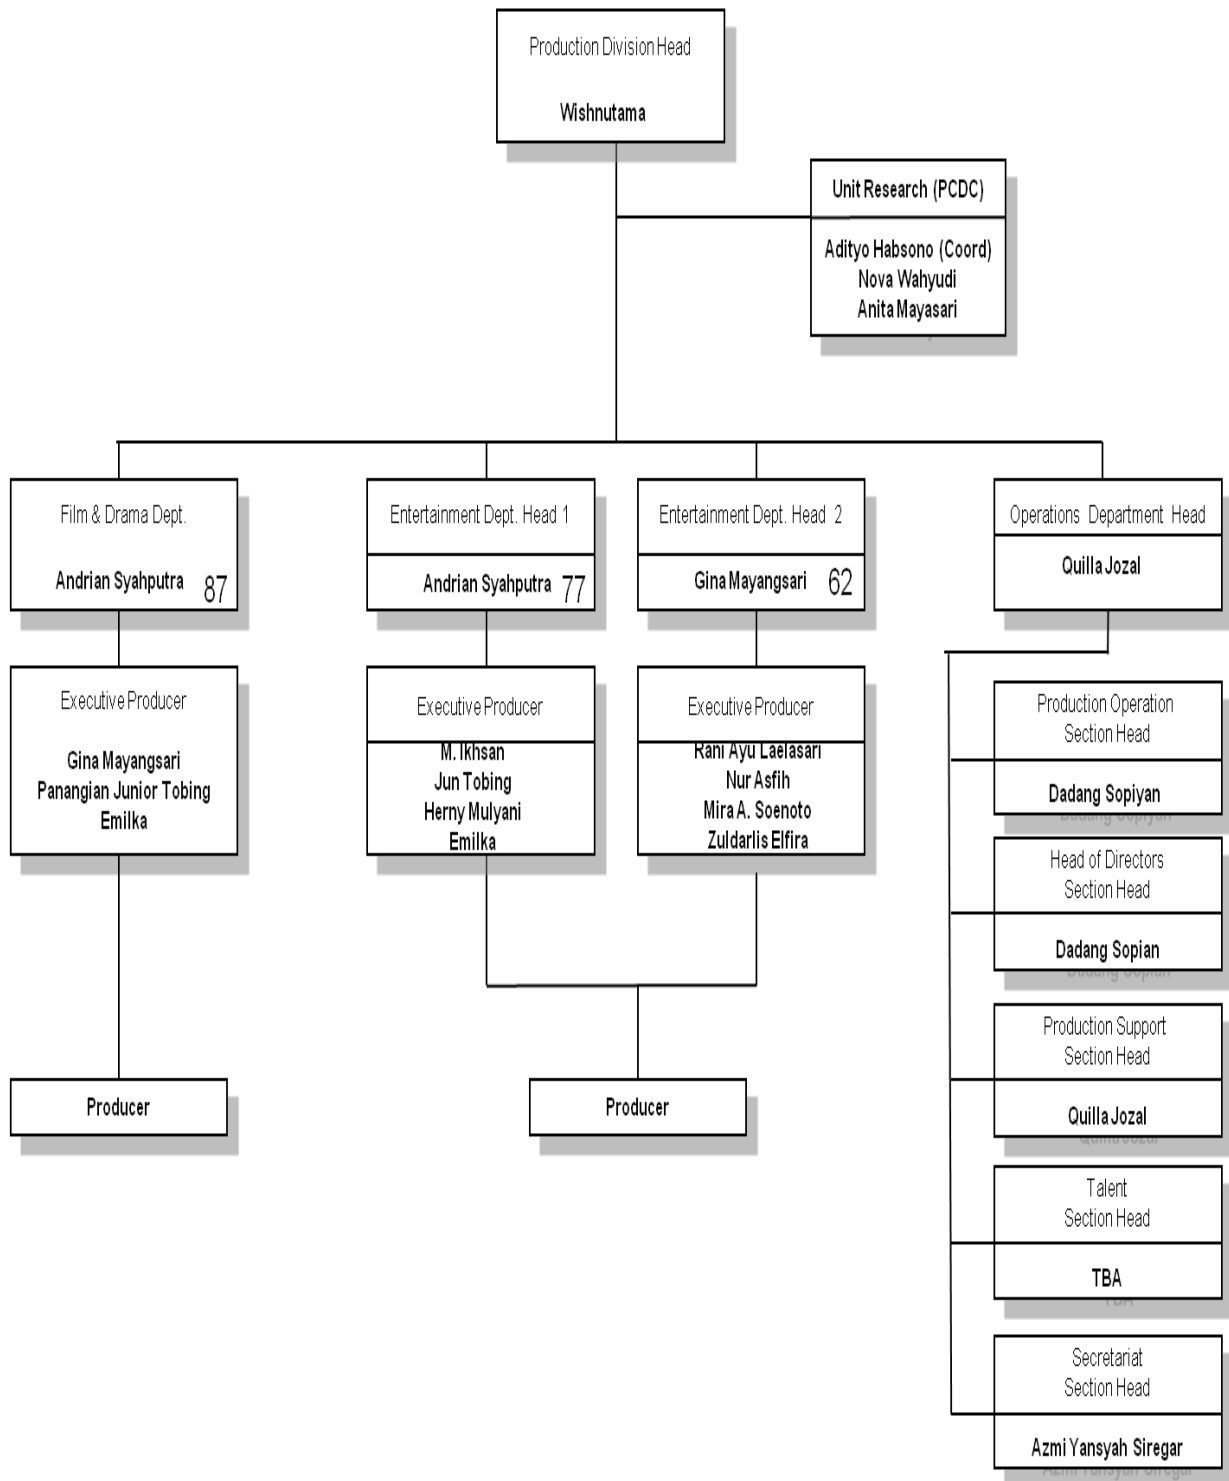 Production Division Head
Wishnutama
Unit Research (PCDC)
Adityo Habsono (Coord)
Nova Wahyudi
Anita Mayasari
Film & Drama Dept.
Andrian Syahputra 87
Entertainment Dept. Head 1
Andrian Syahputra 77
Entertainment Dept. Head 2
Gina Mayangsari 62
Operations Department Head
Quilla Jozal
Executive Producer
Gina Mayangsari
Panangian Junior Tobing
Emilka
Executive Producer
M. Ikhsan
Jun Tobing
Herny Mulyani
Emilka
Executive Producer
Rani Ayu Laelasari
Nur Asfih
Mira A. Soenoto
Zuldarlis Elfira
Producer
Producer
Production Operation
Section Head
Dadang Sopiyan
Head of Directors
Section Head
Dadang Sopian
Production Support
Section Head
Quilla Jozal
Talent
Section Head
TBA
Secretariat
Section Head
Azmi Yansyah Siregar